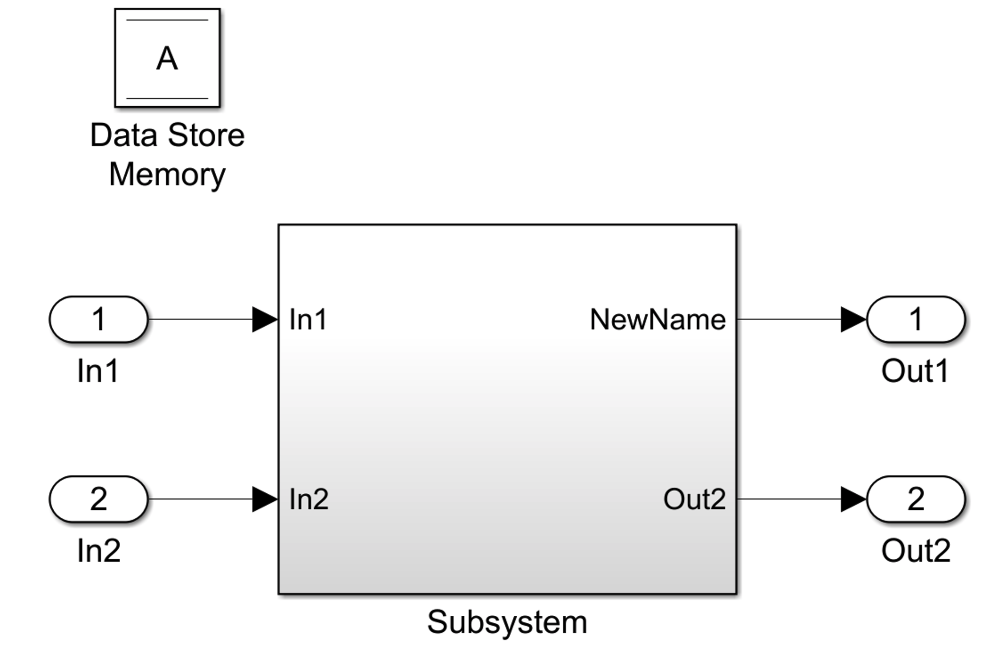 A
Data Store
Memory
1
In1
NewName
1
In1
Out1
2
In2
Out2
2
In2
Out2
Subsystem